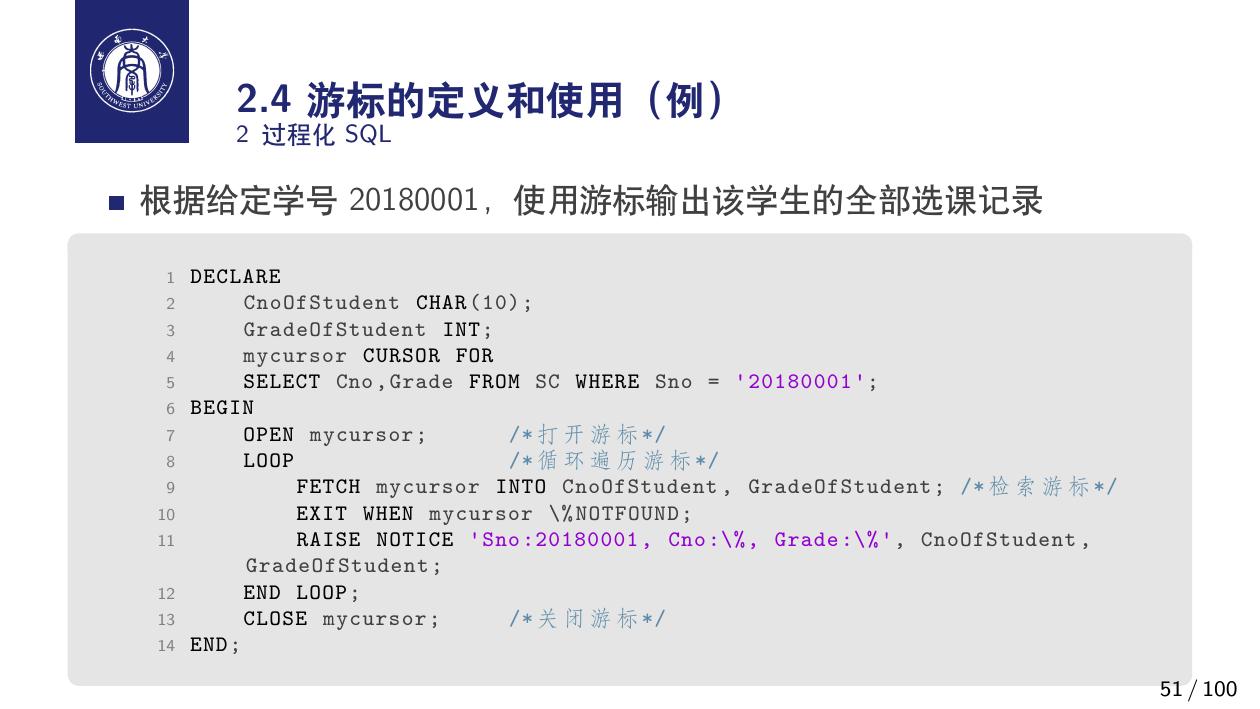 西南大学
SOUTHWEST UNIVERSITY
2.4 游标的定义和使用（例）
2 过程化 SQL
根据给定学号 20180001，使用游标输出该学生的全部选课记录
1 DECLARE
2 CnoOfStudent CHAR(10);
3 GradeOfStudent INT;
4 mycursor CURSOR FOR
5 SELECT Cno,Grade FROM SC WHERE Sno = '20180001';
6 BEGIN
7 OPEN mycursor; /*打开游标*/
8 LOOP /*循环遍历游标*/
9 FETCH mycursor INTO CnoOfStudent, GradeOfStudent; /*检索游标*/
10 EXIT WHEN mycursor \%NOTFOUND;
11 RAISE NOTICE 'Sno:20180001, Cno:\%, Grade:\%', CnoOfStudent,
GradeOfStudent;
12 END LOOP;
13 CLOSE mycursor; /*关闭游标*/
14 END;
51 / 100